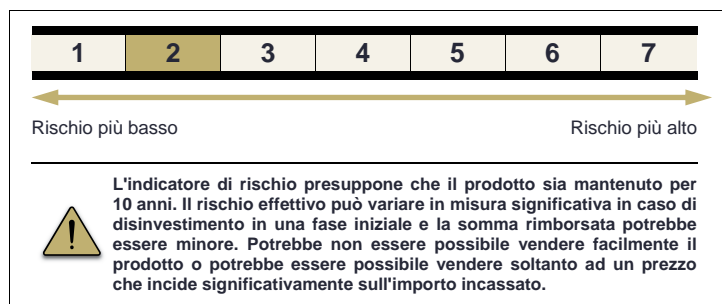 1 2 3 4 5 6 7
Rischio più basso Rischio più alto
L'indicatore di rischio presuppone che il prodotto sia mantenuto per
10 anni. Il rischio effettivo può variare in misura significativa in caso di
disinvestimento in una fase iniziale e la somma rimborsata potrebbe
essere minore. Potrebbe non essere possibile vendere facilmente il
prodotto o potrebbe essere possibile vendere soltanto ad un prezzo
che incide significativamente sull'importo incassato.